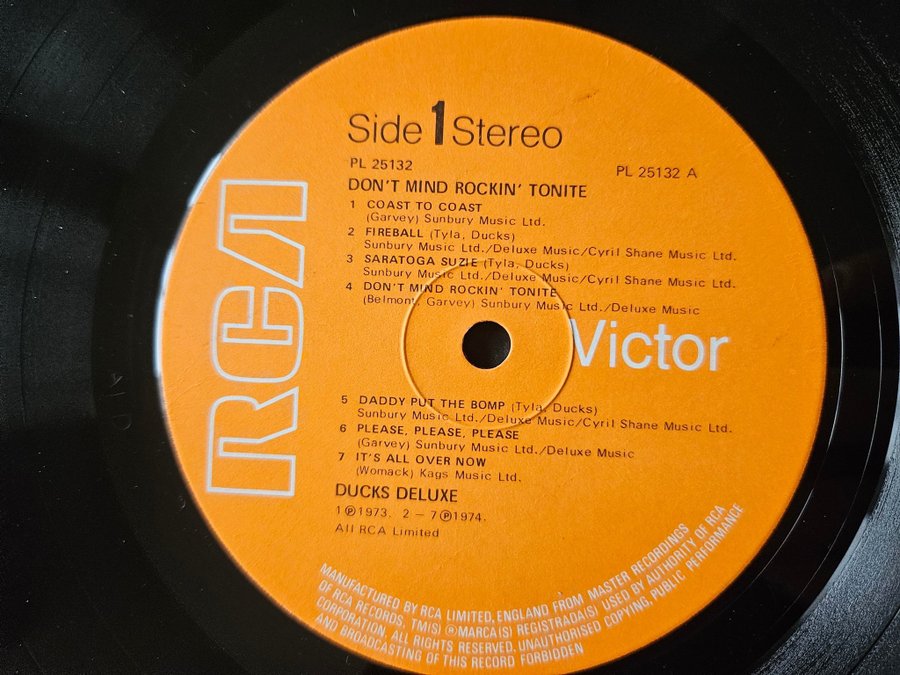 Side 1 Stereo
PL 25132
PL 25132 A
DON'T MIND ROCKIN' TONITE
1 COAST TO COAST
(Garvey) Sunbury Music Ltd.
2 FIREBALL (Tyla, Ducks)
Sunbury Music Ltd./Deluxe Music/Cyril Shane Music Ltd.
3 SARATOGA SUZIE (Tyla, Ducks)
Sunbury Music Ltd./Deluxe Music/Cyril Shane Music Ltd.
4 DON'T MIND ROCKIN' TONITE
(Belmont, Garvey) Sunbury Music Ltd./Deluxe Music
RCA
Victor
5 DADDY PUT THE BOMP (Tyla, Ducks)
Sunbury Music Ltd./Deluxe Music/Cyril Shane Music Ltd.
6 PLEASE, PLEASE, PLEASE
(Garvey) Sunbury Music Ltd./Deluxe Music
7 IT'S ALL OVER NOW
(Womack) Kags Music Ltd.
DUCKS DELUXE
1 ℗ 1973. 2 – 7 ℗ 1974.
All RCA Limited
MANUFACTURED BY RCA LIMITED, ENGLAND FROM MASTER RECORDINGS
OF RCA RECORDS, TM(S) ® MARCA(S) REGISTRADA(S) USED BY AUTHORITY OF RCA
CORPORATION, ALL RIGHTS RESERVED. UNAUTHORISED COPYING, PUBLIC PERFORMANCE
AND BROADCASTING OF THIS RECORD FORBIDDEN